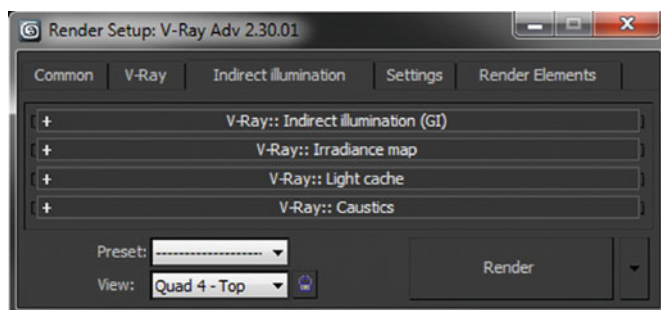 Render Setup: V-Ray Adv 2.30.01
Common V-Ray Indirect illumination Settings Render Elements
+ V-Ray:: Indirect illumination (GI)
+ V-Ray:: Irradiance map
+ V-Ray:: Light cache
+ V-Ray:: Caustics
Preset: -------------------
View: Quad 4 - Top
Render